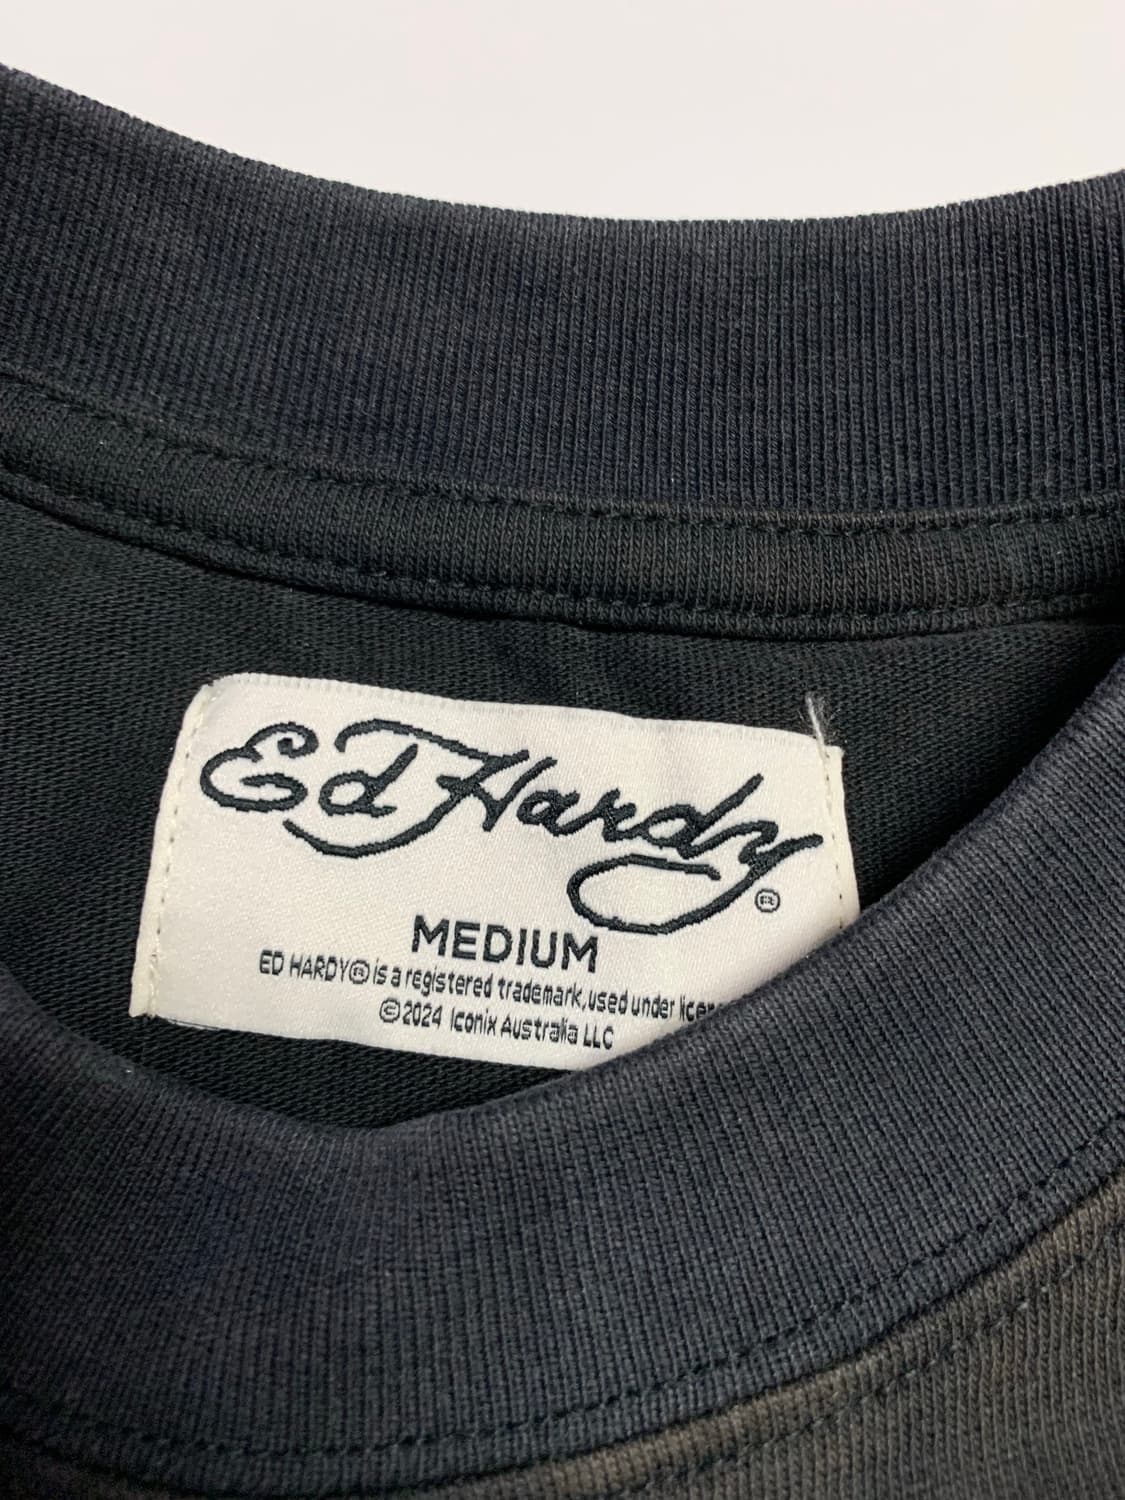 Ed Hardy®
MEDIUM
ED HARDY® is a registered trademark, used under
©2024 Iconix Australia LLC